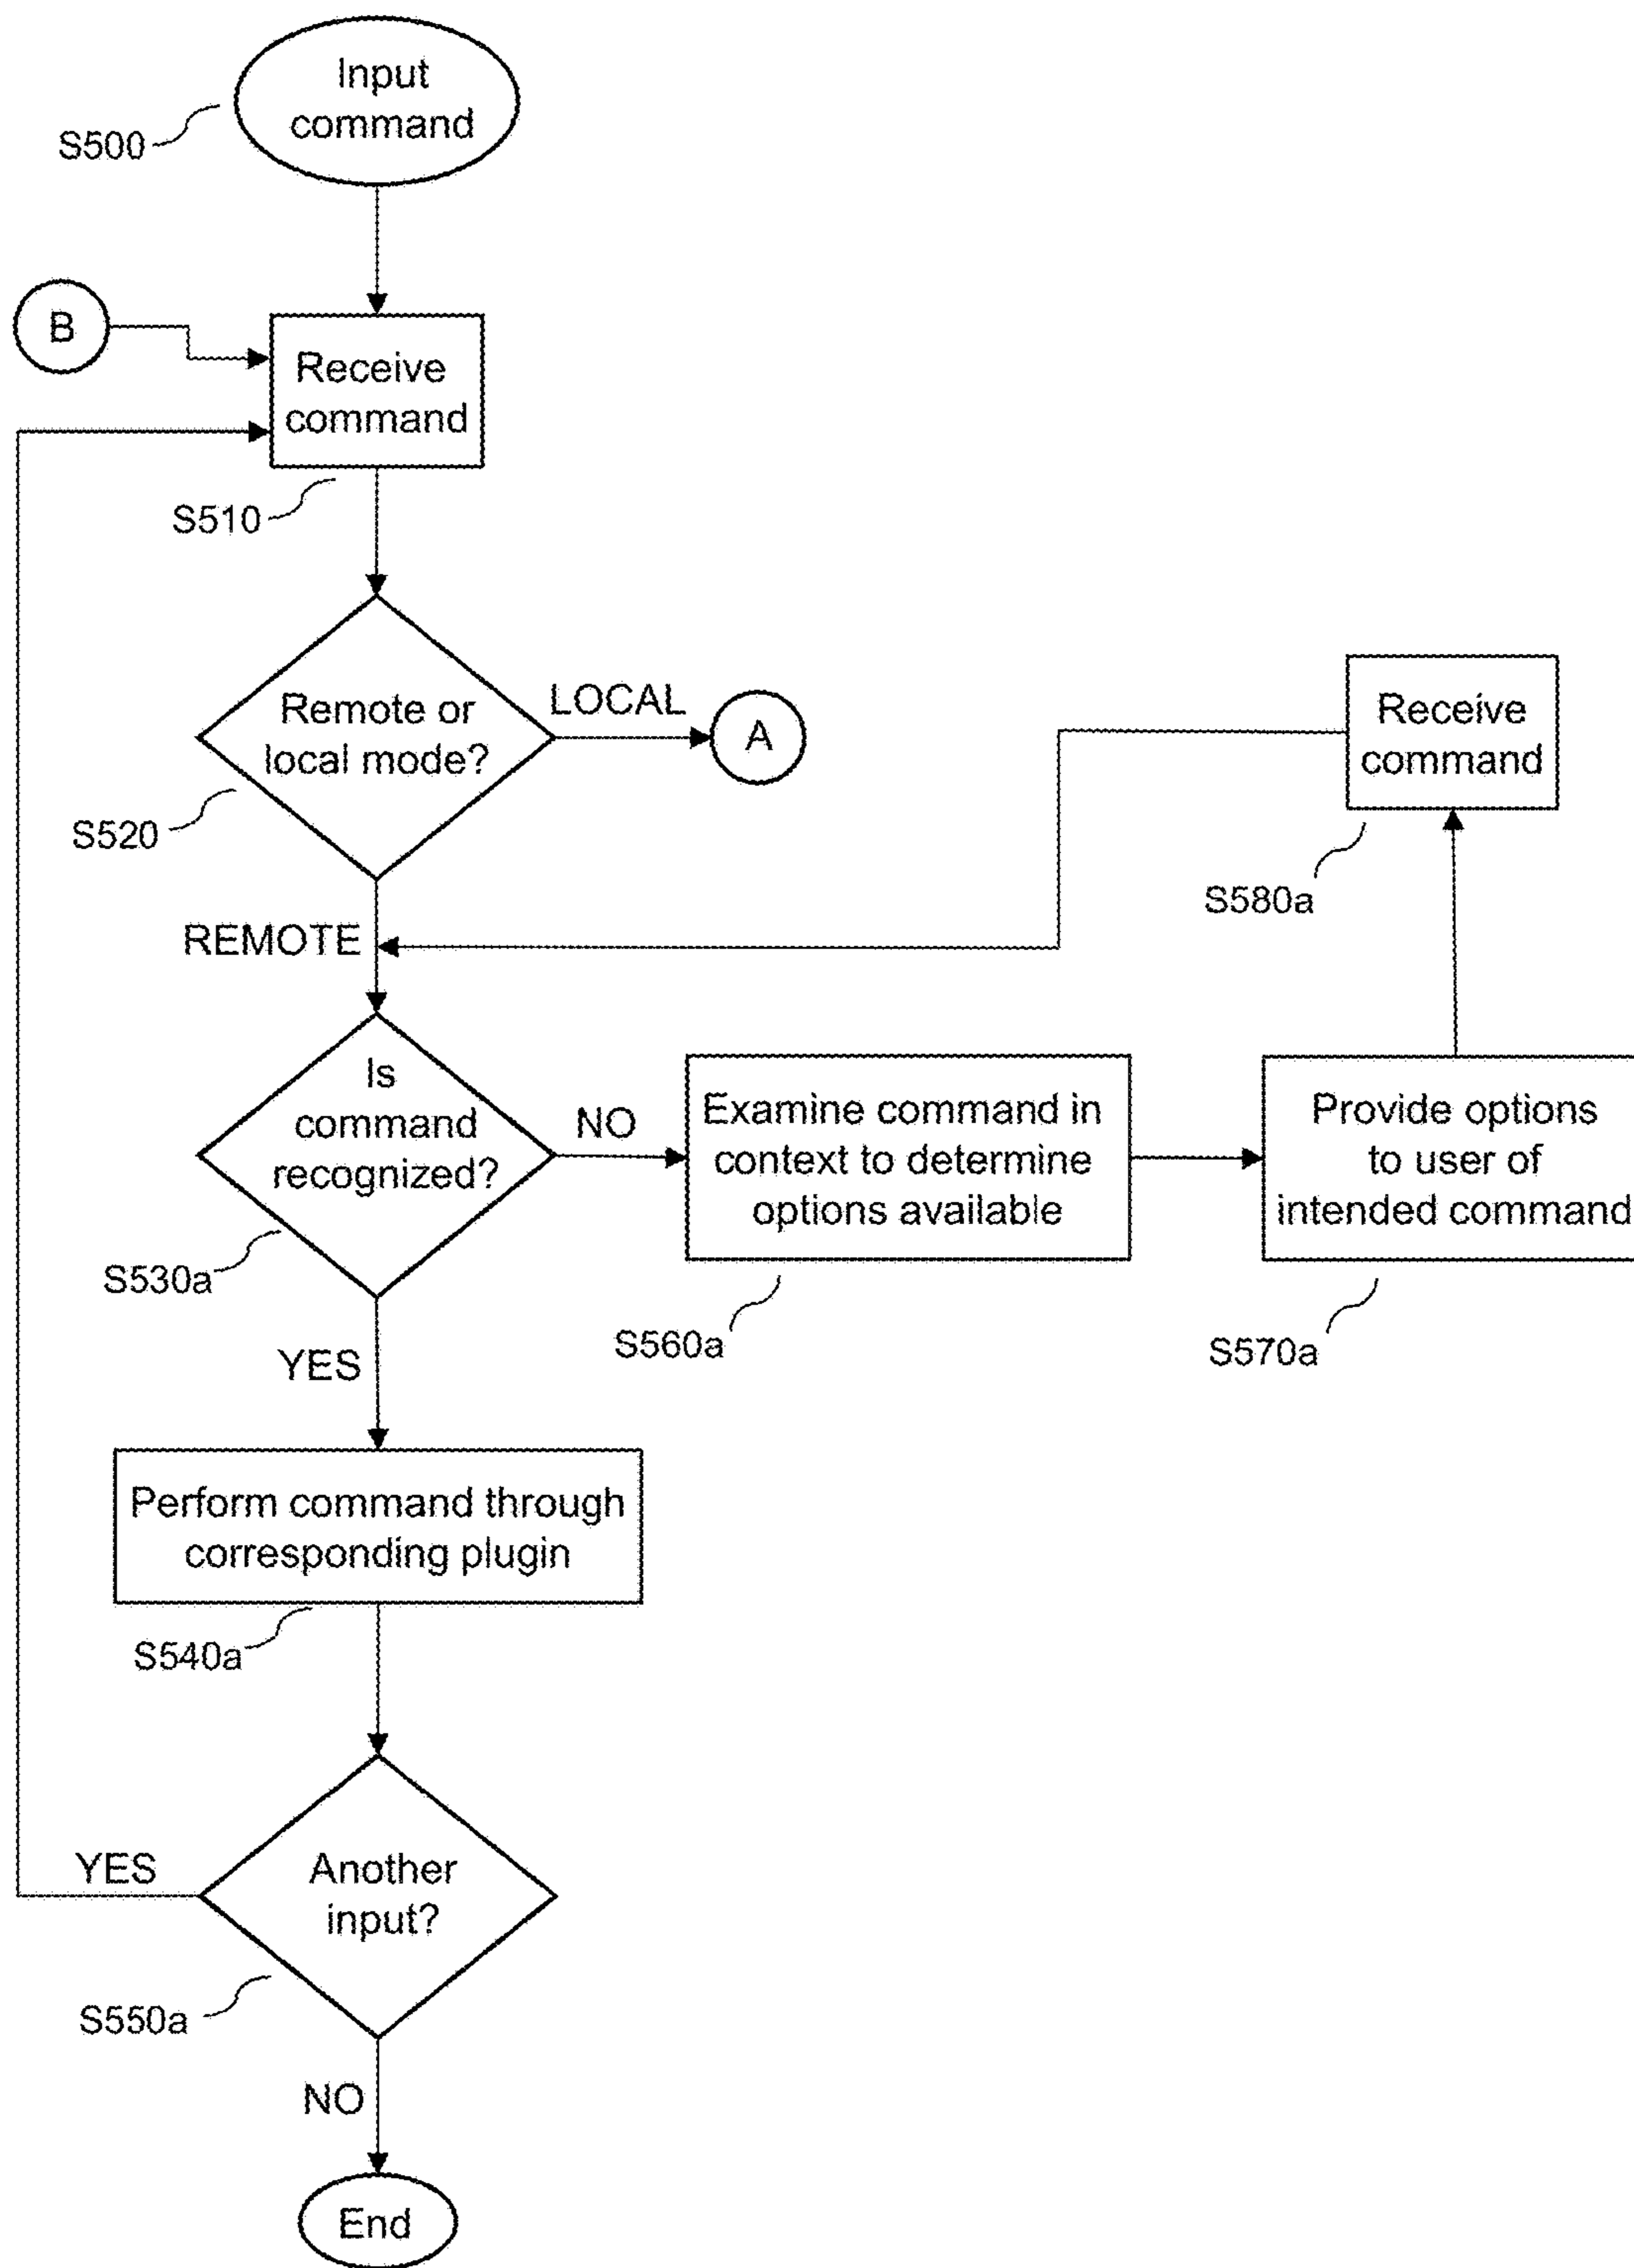 Input
command
S500
B
Receive
command
S510
Remote or
local mode?
LOCAL
A
S520
REMOTE
Receive
command
S580a
Is
command
recognized?
NO
S530a
Examine command in
context to determine
options available
S560a
Provide options
to user of
intended command
S570a
YES
Perform command through
corresponding plugin
S540a
Another
input?
YES
S550a
NO
End